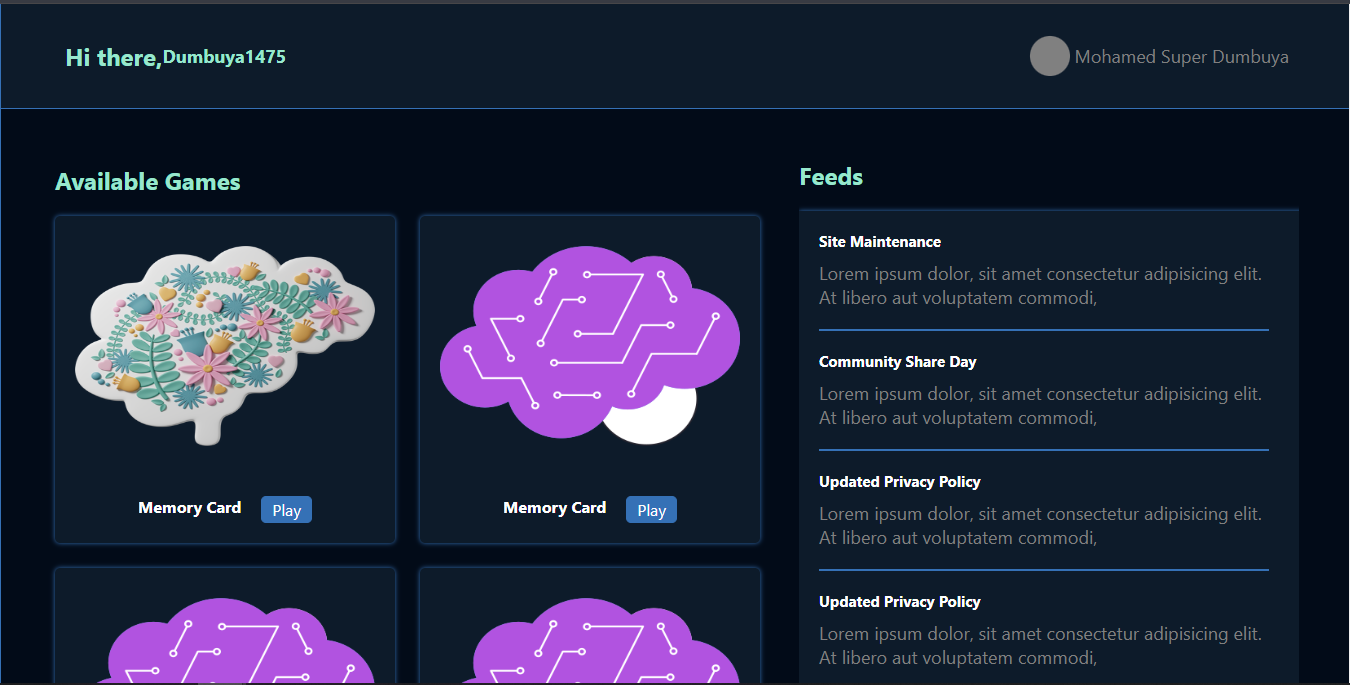 Hi there,Dumbuya1475
Mohamed Super Dumbuya
Available Games
Memory Card
Play
Memory Card
Play
Feeds
Site Maintenance
Lorem ipsum dolor, sit amet consectetur adipisicing elit.
At libero aut voluptatem commodi,
Community Share Day
Lorem ipsum dolor, sit amet consectetur adipisicing elit.
At libero aut voluptatem commodi,
Updated Privacy Policy
Lorem ipsum dolor, sit amet consectetur adipisicing elit.
At libero aut voluptatem commodi,
Updated Privacy Policy
Lorem ipsum dolor, sit amet consectetur adipisicing elit.
At libero aut voluptatem commodi,